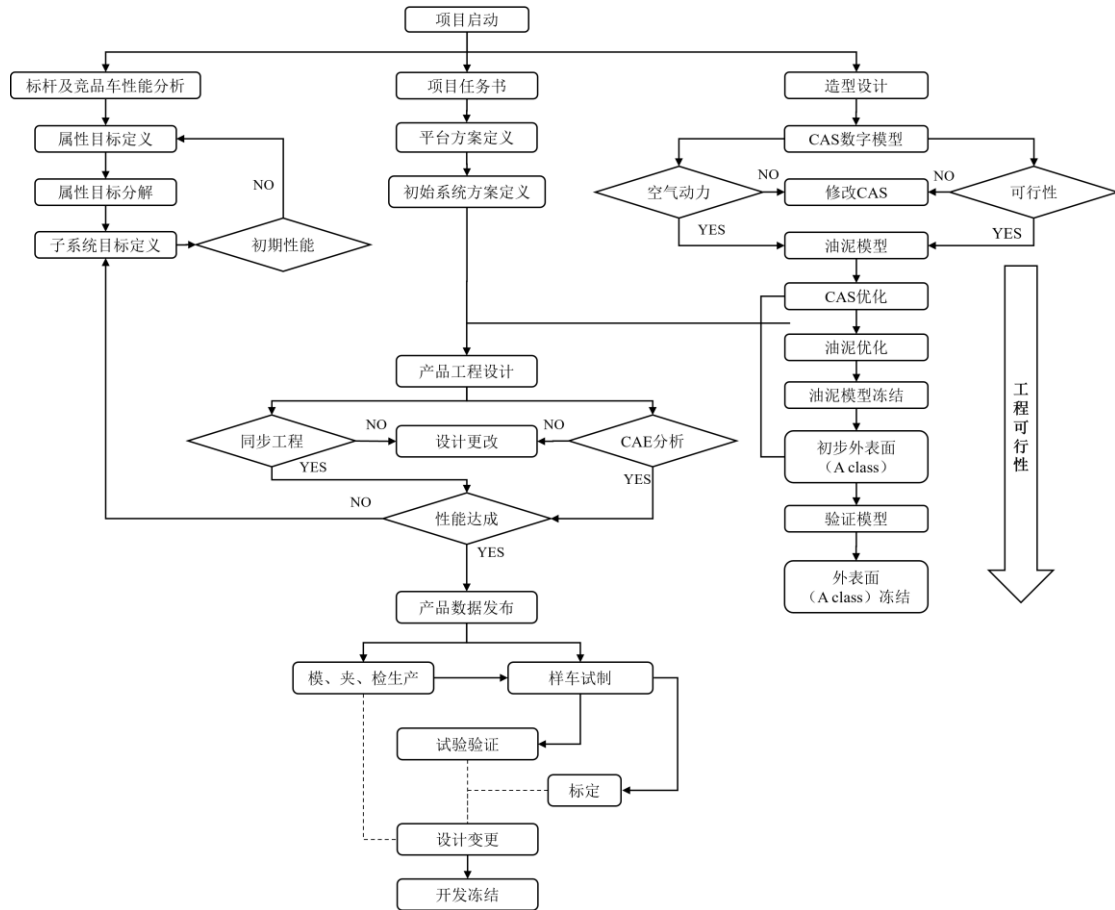 项目启动
标杆及竞品车性能分析
项目任务书
造型设计
属性目标定义
平台方案定义
CAS数字模型
属性目标分解
NO
初始系统方案定义
空气动力
NO
修改CAS
NO
可行性
子系统目标定义
初期性能
YES
油泥模型
YES
CAS优化
油泥优化
产品工程设计
油泥模型冻结
同步工程
NO
设计更改
NO
CAE分析
初步外表面
（A class）
工程可行性
YES
YES
NO
性能达成
验证模型
YES
外表面
（A class）冻结
产品数据发布
模、夹、检生产
样车试制
试验验证
标定
设计变更
开发冻结